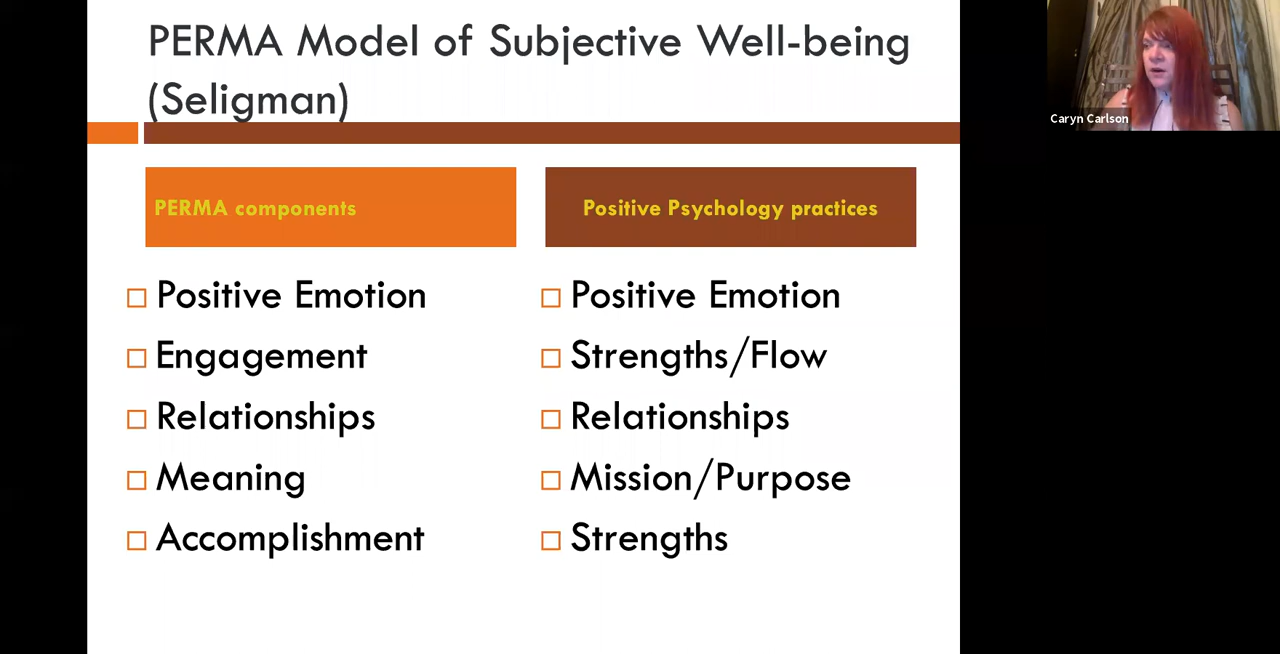 PERMA Model of Subjective Well-being
(Seligman)
Caryn Carlson
PERMA components
Positive Psychology practices
Positive Emotion
Engagement
Relationships
Meaning
Accomplishment
Positive Emotion
Strengths/Flow
Relationships
Mission/Purpose
Strengths